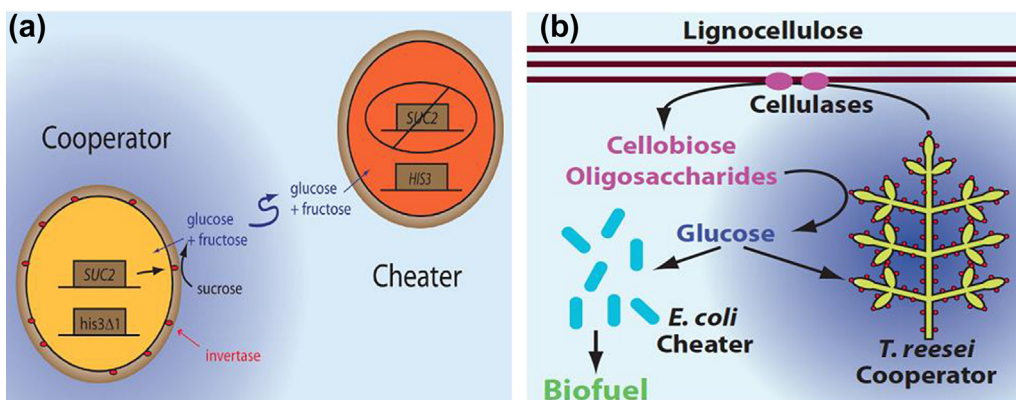 (a)
Cooperator
glucose
+ fructose
SUC2
sucrose
his3Δ1
invertase
glucose
+ fructose
SUC2
HIS3
Cheater
(b)
Lignocellulose
Cellulases
Cellobiose
Oligosaccharides
Glucose
E. coli
Cheater
Biofuel
T. reesei
Cooperator